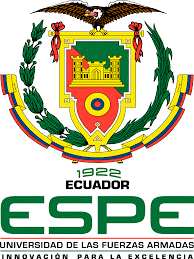 1922
ECUADOR
ESPE
UNIVERSIDAD DE LAS FUERZAS ARMADAS
INNOVACIÓN PARA LA EXCELENCIA